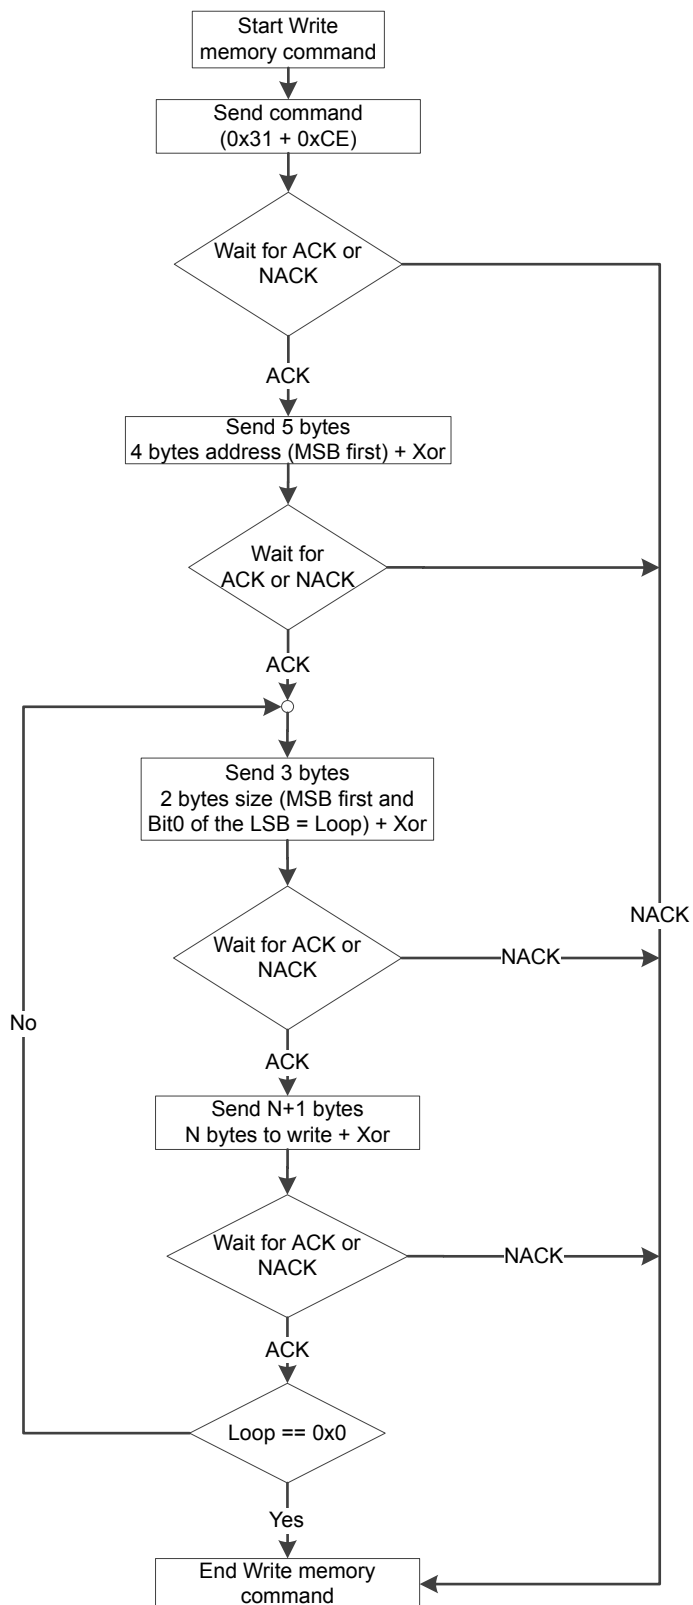 Start Write
memory command
Send command
(0x31 + 0xCE)
Wait for ACK or
NACK
ACK
Send 5 bytes
4 bytes address (MSB first) + Xor
Wait for
ACK or NACK
ACK
Send 3 bytes
2 bytes size (MSB first and
Bit0 of the LSB = Loop) + Xor
NACK
Wait for ACK or
NACK
NACK
No
ACK
Send N+1 bytes
N bytes to write + Xor
Wait for ACK or
NACK
NACK
ACK
Loop == 0x0
Yes
End Write memory
command